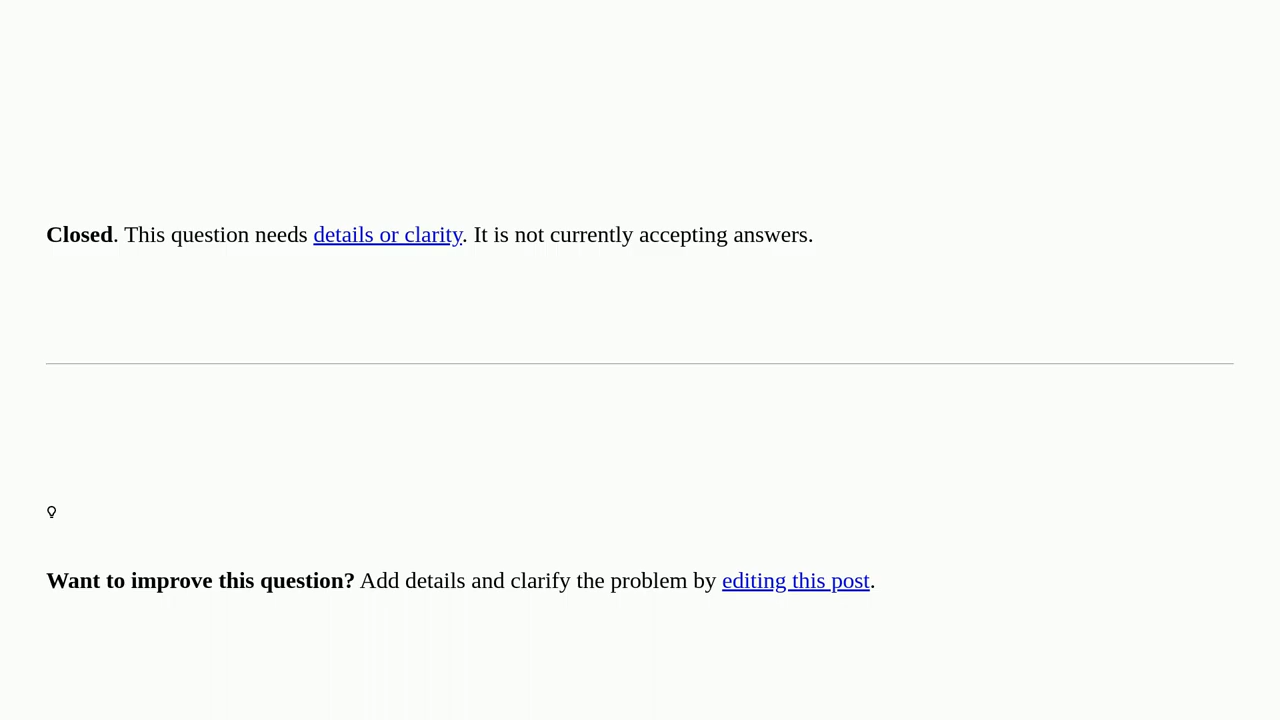 Closed. This question needs details or clarity. It is not currently accepting answers.
Want to improve this question? Add details and clarify the problem by editing this post.